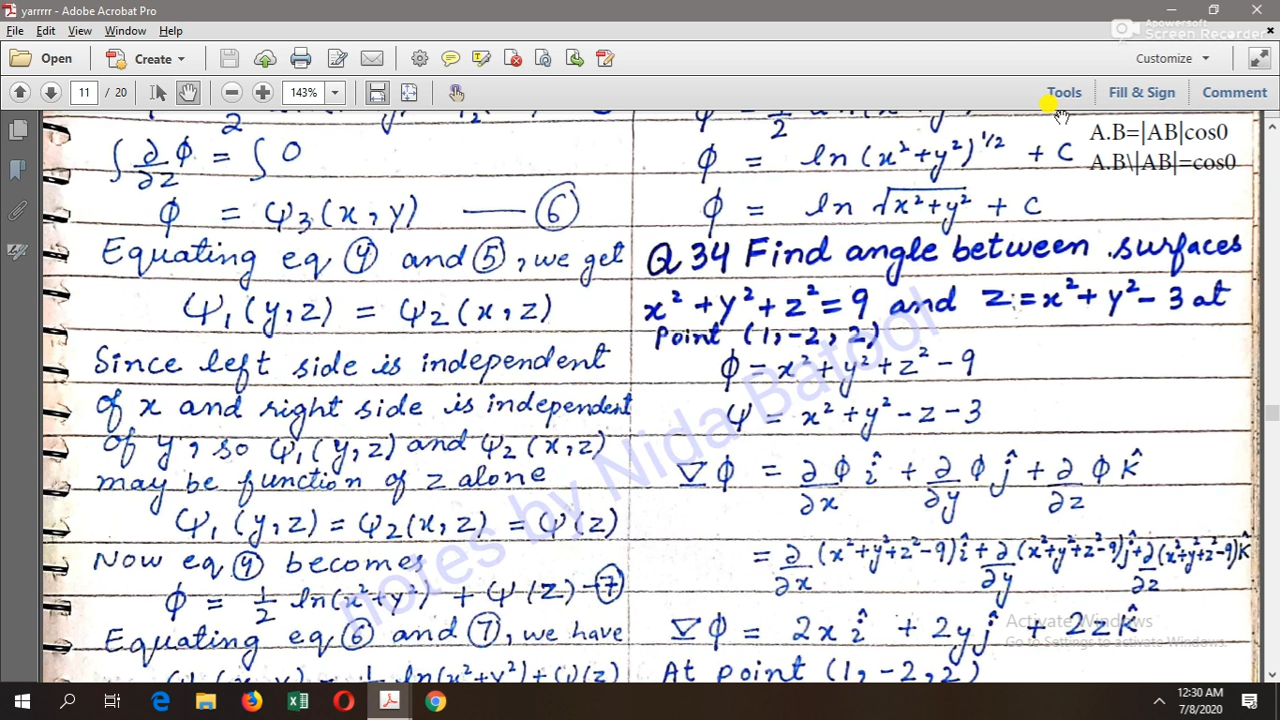 yarrrrr - Adobe Acrobat Pro
File Edit View Window Help
Apowersoft
Screen Recorder
Open Create Customize
11 / 20 143% Tools Fill & Sign Comment
∫ ∂/∂z φ = ∫ 0
φ = ψ₃(x, y) —— ⑥
Equating eq ④ and ⑤, we get
ψ₁(y, z) = ψ₂(x, z)
Since left side is independent
of x and right side is independent
of y, so ψ₁(y, z) and ψ₂(x, z)
may be function of z alone
ψ₁(y, z) = ψ₂(x, z) = ψ(z)
Now eq ④ becomes
φ = 1/2 ln(x²+y²) + ψ(z) – ⑦
Equating eq ⑥ and ⑦, we have
φ = ln(x²+y²)^1/2 + c
φ = ln √x²+y² + c
A.B=|AB|cos0
A.B\|AB|=cos0
Q 34 Find angle between surfaces
x² + y² + z² = 9 and z = x² + y² - 3 at
Point (1, -2, 2)
φ = x² + y² + z² - 9
ψ = x² + y² - z - 3
∇φ = ∂/∂x φ î + ∂/∂y φ ĵ + ∂/∂z φ k̂
= ∂/∂x (x²+y²+z²-9) î + ∂/∂y (x²+y²+z²-9) ĵ + ∂/∂z (x²+y²+z²-9) k̂
∇φ = 2x î + 2y ĵ + 2z k̂
At point (1, -2, 2)
notes by Nida Batool
Activate Windows
Go to Settings to activate Windows.
12:30 AM
7/8/2020